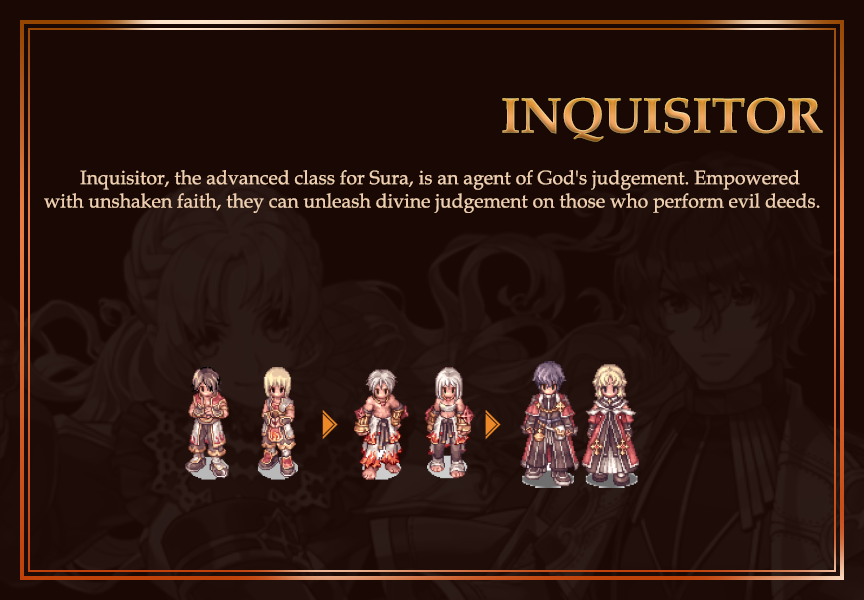 INQUISITOR
Inquisitor, the advanced class for Sura, is an agent of God's judgement. Empowered
with unshaken faith, they can unleash divine judgement on those who perform evil deeds.